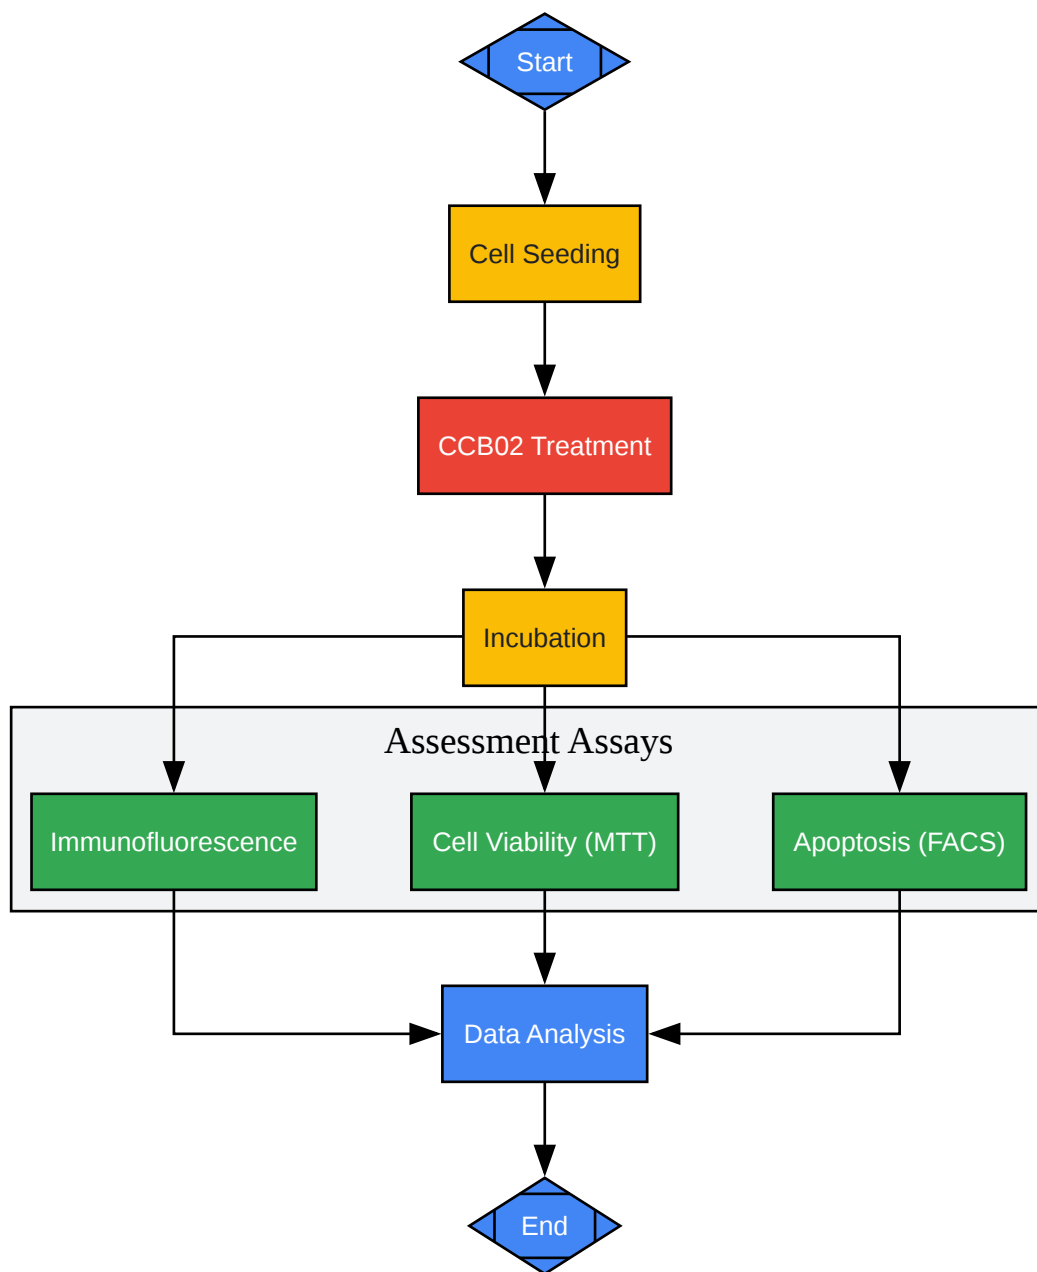 Start
Cell Seeding
CCB02 Treatment
Incubation
Assessment Assays
Immunofluorescence
Cell Viability (MTT)
Apoptosis (FACS)
Data Analysis
End